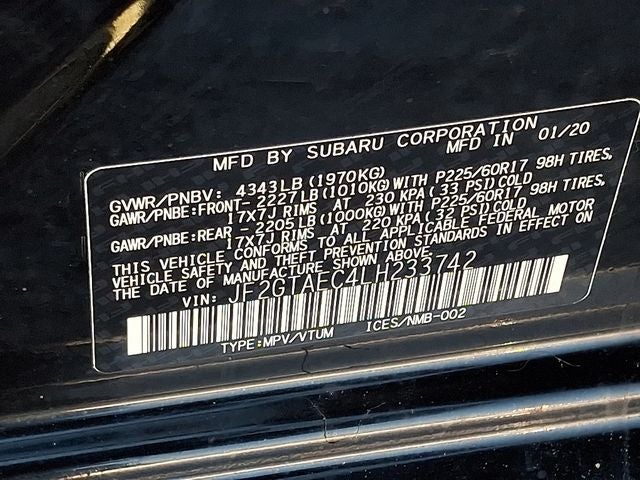 MFD BY SUBARU CORPORATION
MFD IN 01/20
GVWR/PNBV: 4343LB(1970KG)
GAWR/PNBE:FRONT-2227LB(1010KG)WITH P225/60R17 98H TIRES,
17X7J RIMS AT 230 KPA(33 PSI)COLD
GAWR/PNBE:REAR -2205LB(1000KG)WITH P225/60R17 98H TIRES,
17X7J RIMS AT 220 KPA(32 PSI)COLD
THIS VEHICLE CONFORMS TO ALL APPLICABLE FEDERAL MOTOR
VEHICLE SAFETY AND THEFT PREVENTION STANDARDS IN EFFECT ON
THE DATE OF MANUFACTURE SHOWN ABOVE.
VIN: JF2GTAEC4LH233742
TYPE:MPV/VTUM ICES/NMB-002